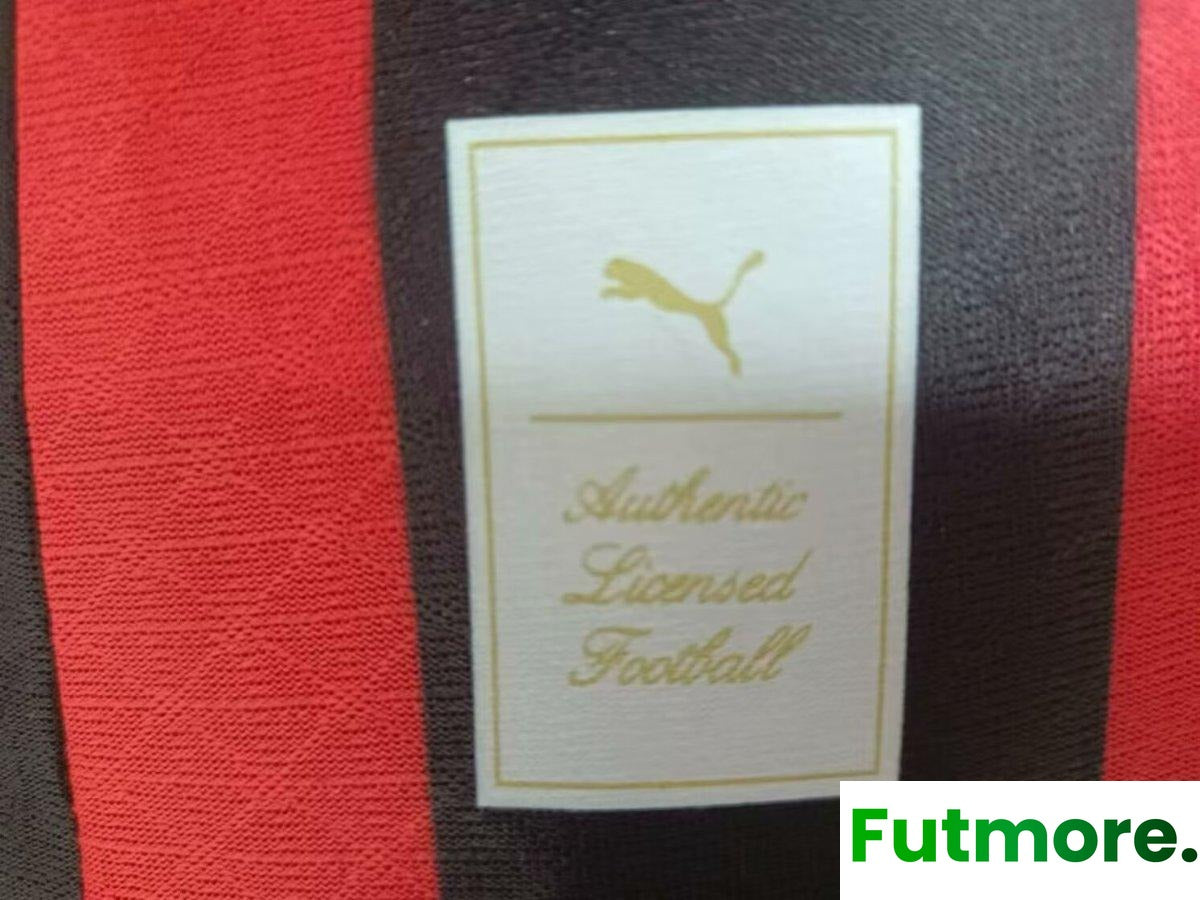 Authentic
Licensed
Football
Futmore.